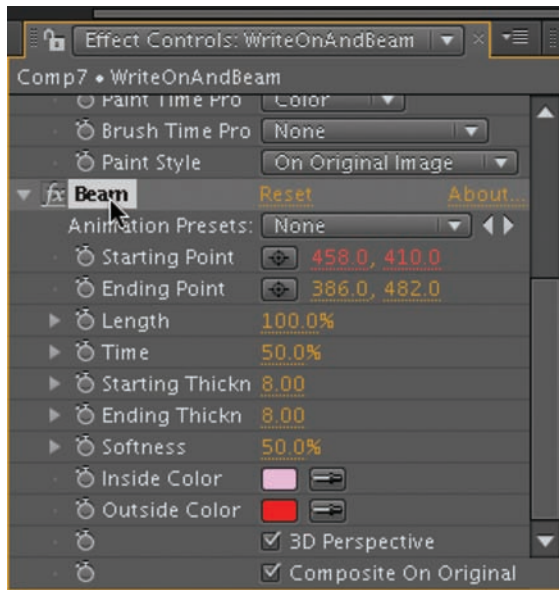 Effect Controls: WriteOnAndBeam
Comp7 • WriteOnAndBeam
Paint Time Pro Color
Brush Time Pro None
Paint Style On Original Image
fx Beam Reset About...
Animation Presets: None
Starting Point 458.0, 410.0
Ending Point 386.0, 482.0
Length 100.0%
Time 50.0%
Starting Thickn 8.00
Ending Thickn 8.00
Softness 50.0%
Inside Color
Outside Color
3D Perspective
Composite On Original